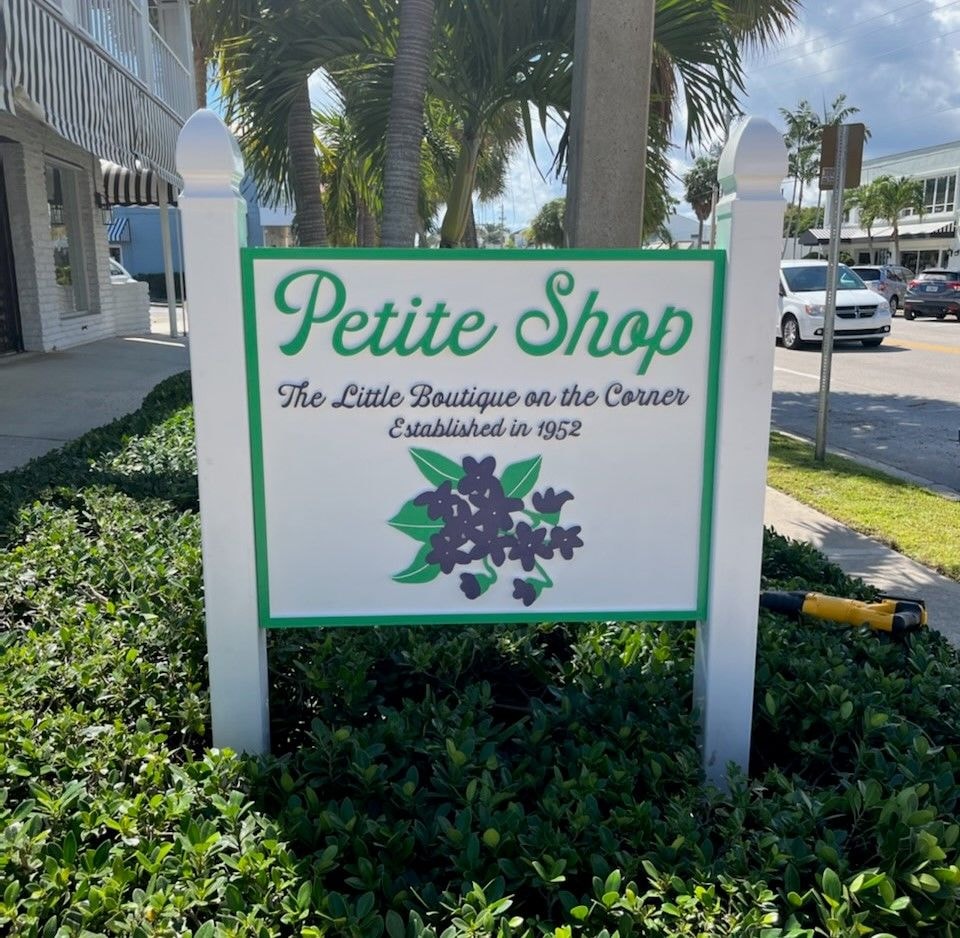 Petite Shop
The Little Boutique on the Corner
Established in 1952